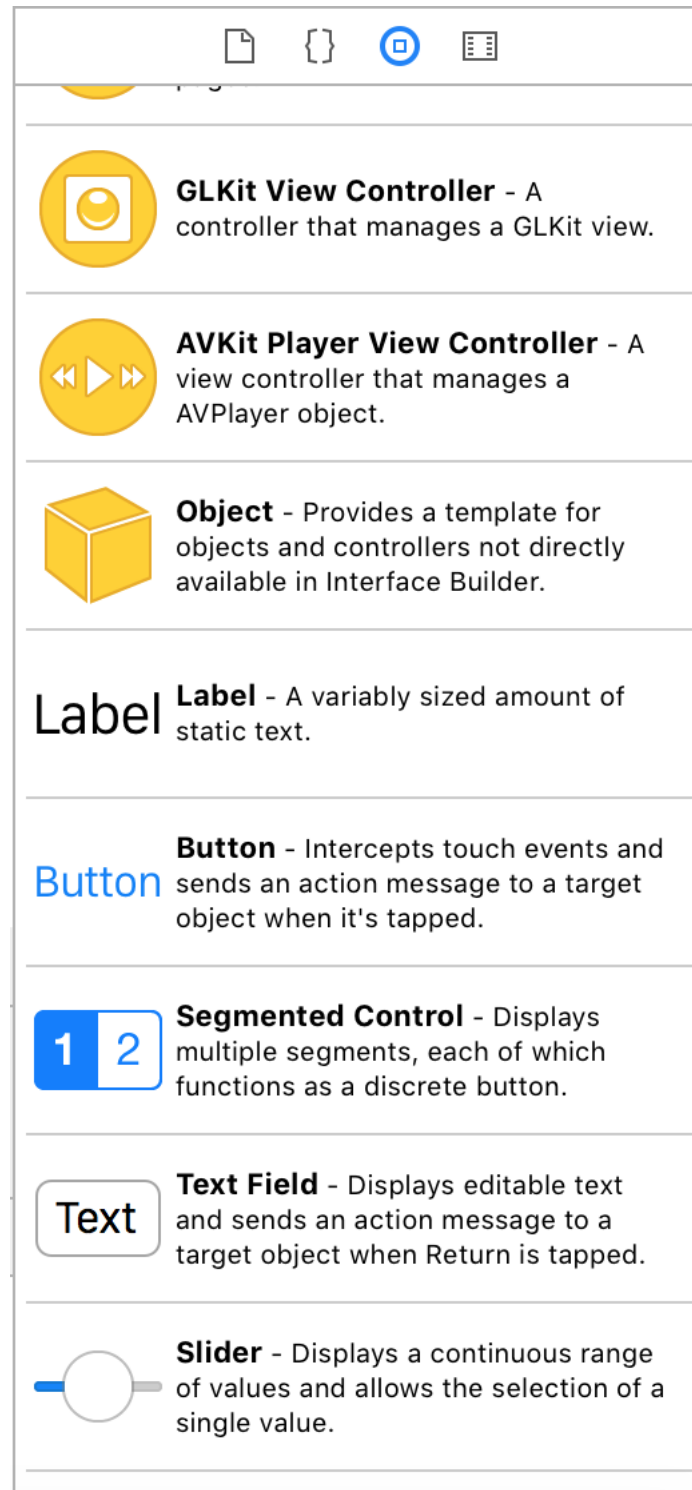 GLKit View Controller - A
controller that manages a GLKit view.
AVKit Player View Controller - A
view controller that manages a
AVPlayer object.
Object - Provides a template for
objects and controllers not directly
available in Interface Builder.
Label
Label - A variably sized amount of
static text.
Button
Button - Intercepts touch events and
sends an action message to a target
object when it's tapped.
1 2
Segmented Control - Displays
multiple segments, each of which
functions as a discrete button.
Text
Text Field - Displays editable text
and sends an action message to a
target object when Return is tapped.
Slider - Displays a continuous range
of values and allows the selection of a
single value.